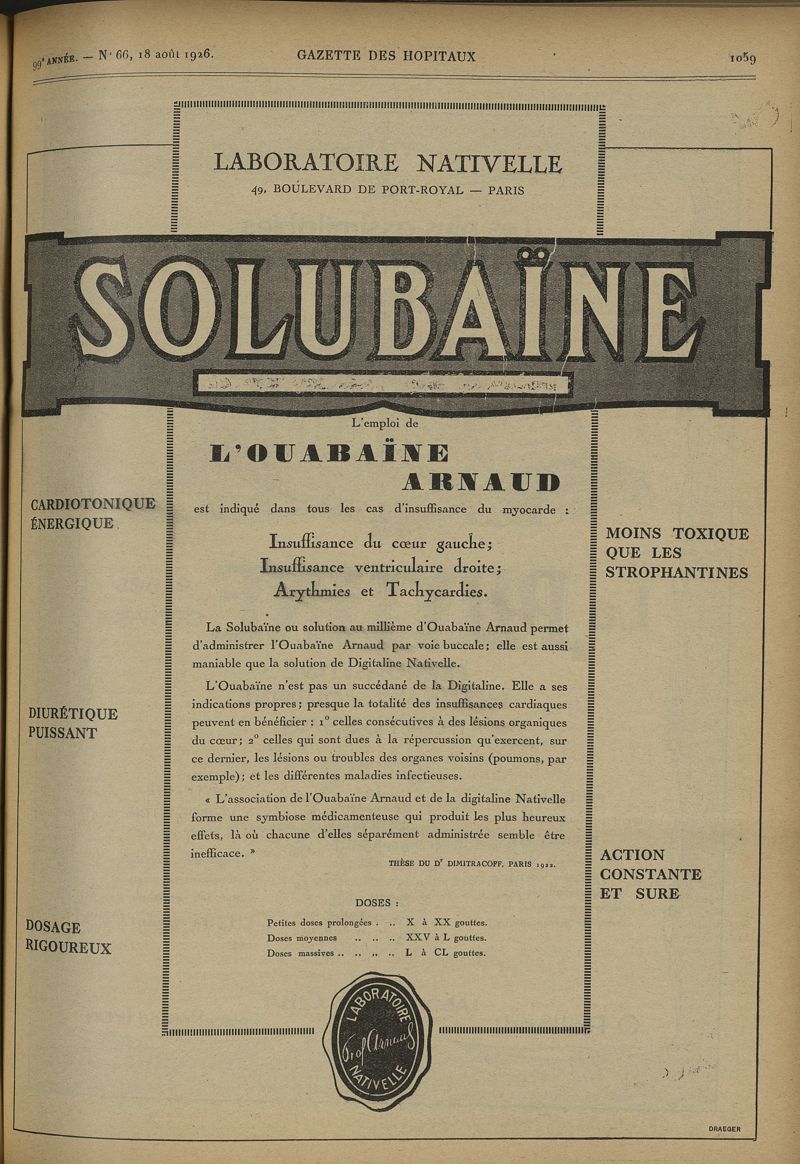 99e ANNÉE. — No 66, 18 août 1926.
GAZETTE DES HOPITAUX
1059
LABORATOIRE NATIVELLE
49, BOULEVARD DE PORT-ROYAL — PARIS
SOLUBAÏNE
L'emploi de
L'OUABAÏNE
ARNAUD
est indiqué dans tous les cas d'insuffisance du myocarde :
Insuffisance du cœur gauche;
Insuffisance ventriculaire droite;
Arythmies et Tachycardies.
CARDIOTONIQUE
ÉNERGIQUE
MOINS TOXIQUE
QUE LES
STROPHANTINES
La Solubaïne ou solution au millième d'Ouabaïne Arnaud permet
d'administrer l'Ouabaïne Arnaud par voie buccale; elle est aussi
maniable que la solution de Digitaline Nativelle.
L'Ouabaïne n'est pas un succédané de la Digitaline. Elle a ses
indications propres; presque la totalité des insuffisances cardiaques
peuvent en bénéficier : 1o celles consécutives à des lésions organiques
du cœur; 2o celles qui sont dues à la répercussion qu'exercent, sur
ce dernier, les lésions ou troubles des organes voisins (poumons, par
exemple); et les différentes maladies infectieuses.
DIURÉTIQUE
PUISSANT
« L'association de l'Ouabaïne Arnaud et de la digitaline Nativelle
forme une symbiose médicamenteuse qui produit les plus heureux
effets, là où chacune d'elles séparément administrée semble être
inefficace. »
THÈSE DU Dr DIMITRACOFF, PARIS 1922.
ACTION
CONSTANTE
ET SURE
DOSAGE
RIGOUREUX
DOSES :
Petites doses prolongées . .. X à XX gouttes.
Doses moyennes .. .. .. XXV à L gouttes.
Doses massives .. .. .. .. L à CL gouttes.
LABORATOIRE
Prof Arnaud
NATIVELLE
DRAEGER